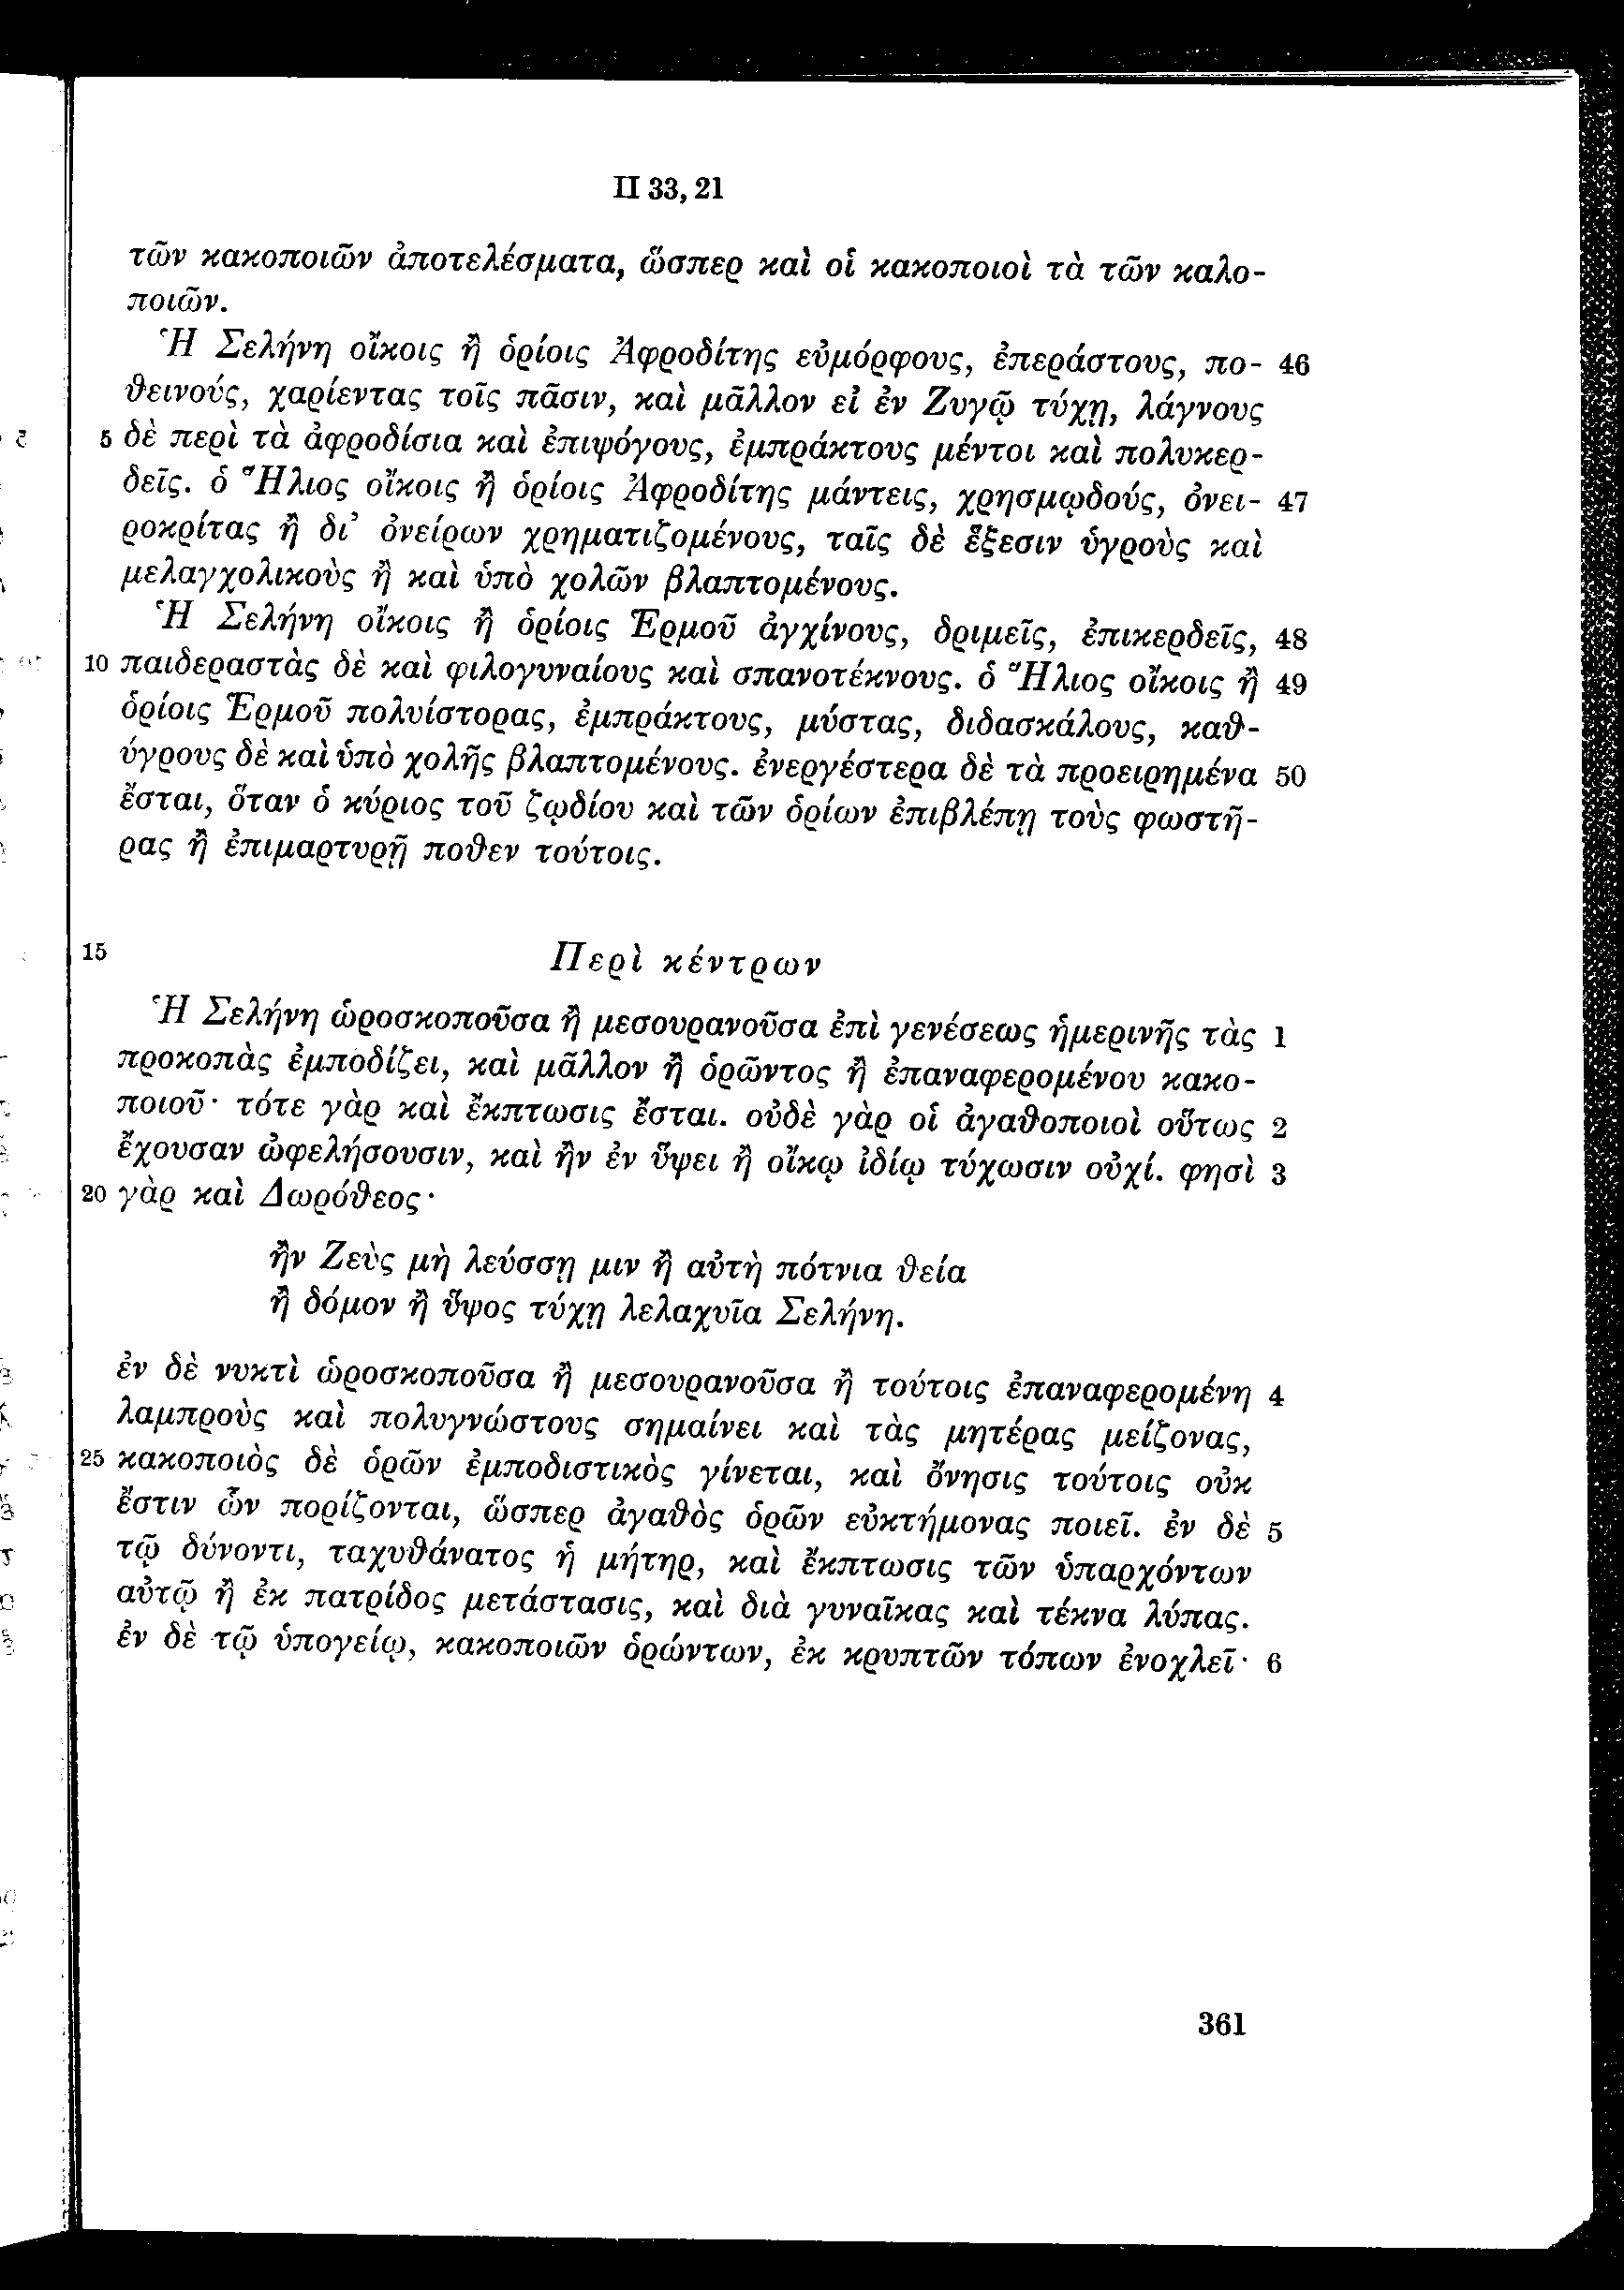 II 33, 21
τῶν κακοποιῶν ἀποτελέσματα, ὥσπερ καὶ οἱ κακοποιοὶ τὰ τῶν καλο-
ποιῶν.
Ἡ Σελήνη οἴκοις ἢ ὁρίοις Ἀφροδίτης εὐμόρφους, ἐπεράστους, πο- 46
θεινούς, χαρίεντας τοῖς πᾶσιν, καὶ μᾶλλον εἰ ἐν Ζυγῷ τύχῃ, λάγνους
5 δὲ περὶ τὰ ἀφροδίσια καὶ ἐπιψόγους, ἐμπράκτους μέντοι καὶ πολυκερ-
δεῖς. ὁ Ἥλιος οἴκοις ἢ ὁρίοις Ἀφροδίτης μάντεις, χρησμῳδούς, ὀνει- 47
ροκρίτας ἢ δι’ ὀνείρων χρηματιζομένους, ταῖς δὲ ἕξεσιν ὑγροὺς καὶ
μελαγχολικοὺς ἢ καὶ ὑπὸ χολῶν βλαπτομένους.
Ἡ Σελήνη οἴκοις ἢ ὁρίοις Ἑρμοῦ ἀγχίνους, δριμεῖς, ἐπικερδεῖς, 48
10 παιδεραστὰς δὲ καὶ φιλογυναίους καὶ σπανοτέκνους. ὁ Ἥλιος οἴκοις ἢ 49
ὁρίοις Ἑρμοῦ πολυίστορας, ἐμπράκτους, μύστας, διδασκάλους, καθ-
ύγρους δὲ καὶ ὑπὸ χολῆς βλαπτομένους. ἐνεργέστερα δὲ τὰ προειρημένα 50
ἔσται, ὅταν ὁ κύριος τοῦ ζῳδίου καὶ τῶν ὁρίων ἐπιβλέπῃ τοὺς φωστῆ-
ρας ἢ ἐπιμαρτυρῇ ποθεν τούτοις.
15 Περὶ κέντρων
Ἡ Σελήνη ὡροσκοποῦσα ἢ μεσουρανοῦσα ἐπὶ γενέσεως ἡμερινῆς τὰς 1
προκοπὰς ἐμποδίζει, καὶ μᾶλλον ἢ ὁρῶντος ἢ ἐπαναφερομένου κακο-
ποιοῦ· τότε γὰρ καὶ ἔκπτωσις ἔσται. οὐδὲ γὰρ οἱ ἀγαθοποιοὶ οὕτως 2
ἔχουσαν ὠφελήσουσιν, καὶ ἢν ἐν ὕψει ἢ οἴκῳ ἰδίῳ τύχωσιν οὐχί. φησὶ 3
20 γὰρ καὶ Δωρόθεος·
ἢν Ζεὺς μὴ λεύσσῃ μιν ἢ αὐτὴ πότνια θεία
ἢ δόμον ἢ ὕψος τύχῃ λελαχυῖα Σελήνη.
ἐν δὲ νυκτὶ ὡροσκοποῦσα ἢ μεσουρανοῦσα ἢ τούτοις ἐπαναφερομένη 4
λαμπροὺς καὶ πολυγνώστους σημαίνει καὶ τὰς μητέρας μείζονας,
25 κακοποιὸς δὲ ὁρῶν ἐμποδιστικὸς γίνεται, καὶ ὄνησις τούτοις οὐκ
ἔστιν ὧν πορίζονται, ὥσπερ ἀγαθὸς ὁρῶν εὐκτήμονας ποιεῖ. ἐν δὲ 5
τῷ δύνοντι, ταχυθάνατος ἡ μήτηρ, καὶ ἔκπτωσις τῶν ὑπαρχόντων
αὐτῷ ἢ ἐκ πατρίδος μετάστασις, καὶ διὰ γυναῖκας καὶ τέκνα λύπας.
ἐν δὲ τῷ ὑπογείῳ, κακοποιῶν ὁρώντων, ἐκ κρυπτῶν τόπων ἐνοχλεῖ· 6
361